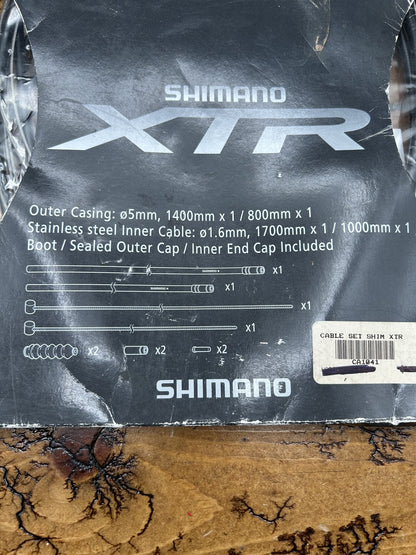 SHIMANO
XTR
Outer Casing: ø5mm, 1400mm x 1 / 800mm x 1
Stainless steel Inner Cable: ø1.6mm, 1700mm x 1 / 1000mm x 1
Boot / Sealed Outer Cap / Inner End Cap Included
x1
x1
x1
x1
x2 x2 x2
CABLE SET SHIM XTR
CA1041
SHIMANO